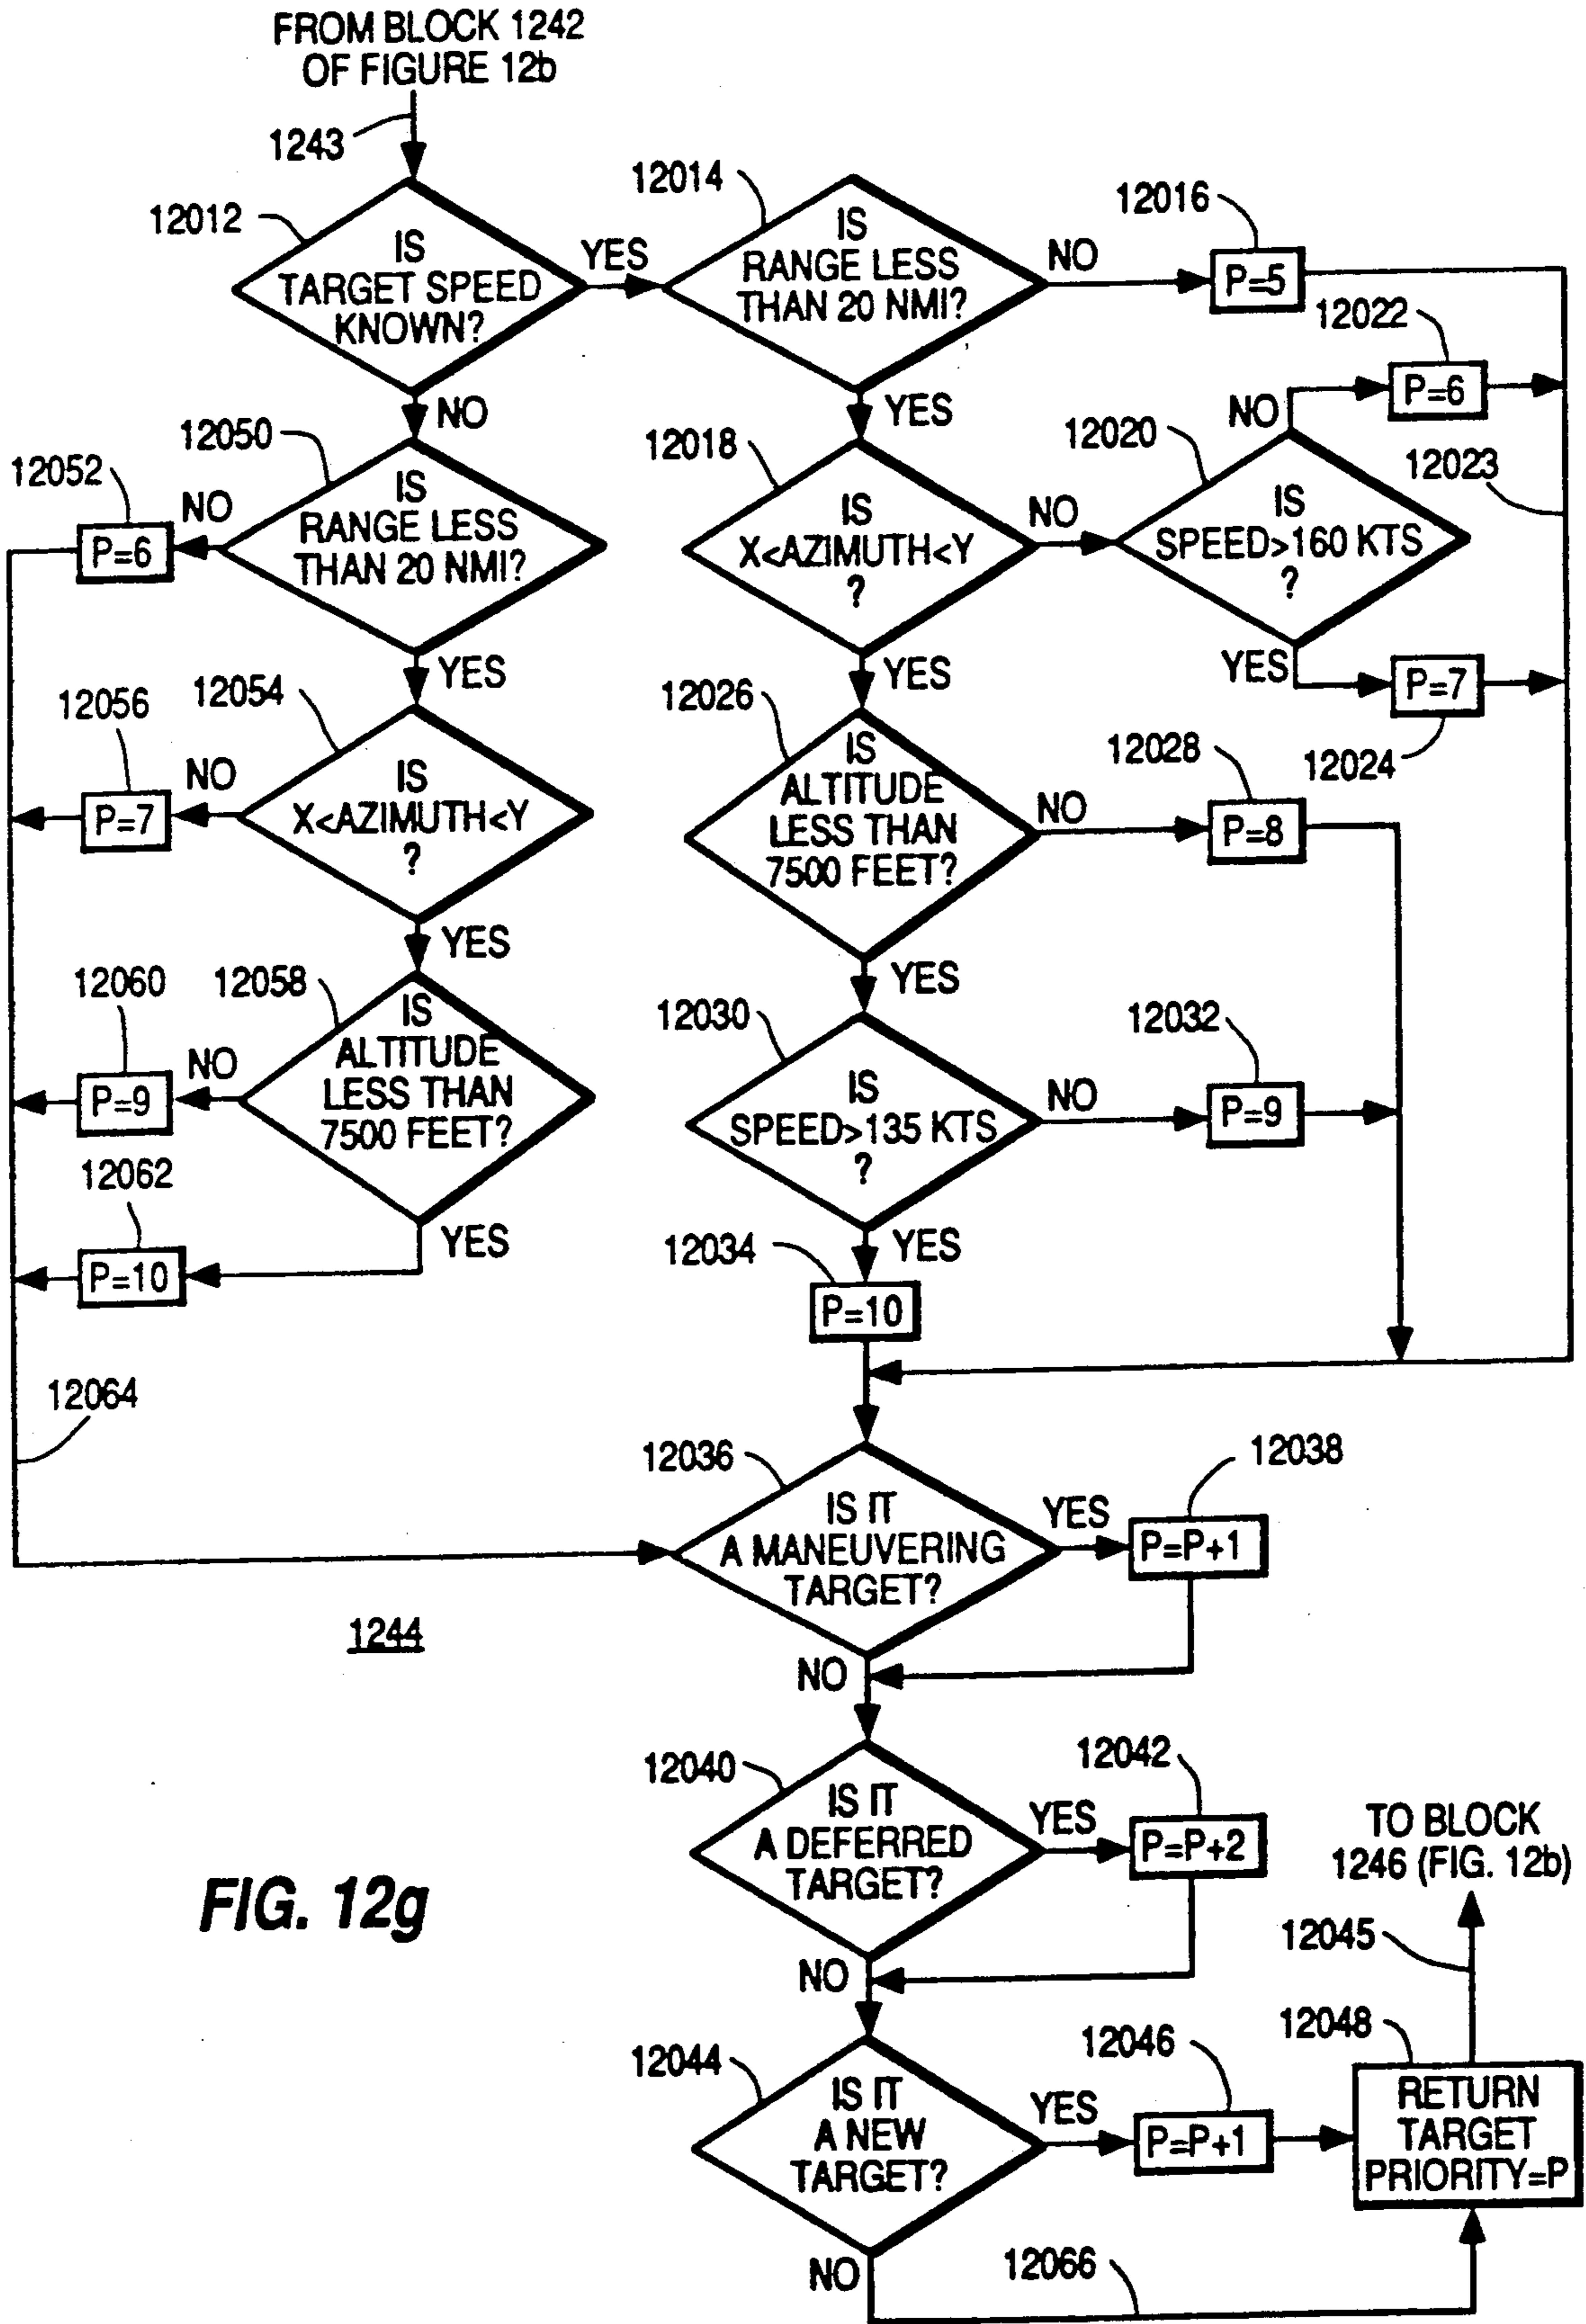 FROM BLOCK 1242
OF FIGURE 12b
1243
12012
IS
TARGET SPEED
KNOWN?
YES
NO
12014
IS
RANGE LESS
THAN 20 NMI?
NO
YES
12016
P=5
12022
P=6
12050
IS
RANGE LESS
THAN 20 NMI?
NO
YES
12052
P=6
12018
IS
X<AZIMUTH<Y
?
NO
YES
12020
IS
SPEED>160 KTS
?
NO
YES
12023
P=7
12024
12054
IS
X<AZIMUTH<Y
?
NO
YES
12056
P=7
12026
IS
ALTITUDE
LESS THAN
7500 FEET?
NO
YES
12028
P=8
12058
IS
ALTITUDE
LESS THAN
7500 FEET?
NO
YES
12060
P=9
12062
P=10
12030
IS
SPEED>135 KTS
?
NO
YES
12032
P=9
12034
P=10
12064
12036
IS IT
A MANEUVERING
TARGET?
YES
NO
12038
P=P+1
1244
12040
IS IT
A DEFERRED
TARGET?
YES
NO
12042
P=P+2
TO BLOCK
1246 (FIG. 12b)
FIG. 12g
12045
12044
IS IT
A NEW
TARGET?
YES
NO
12046
P=P+1
12048
RETURN
TARGET
PRIORITY=P
12066